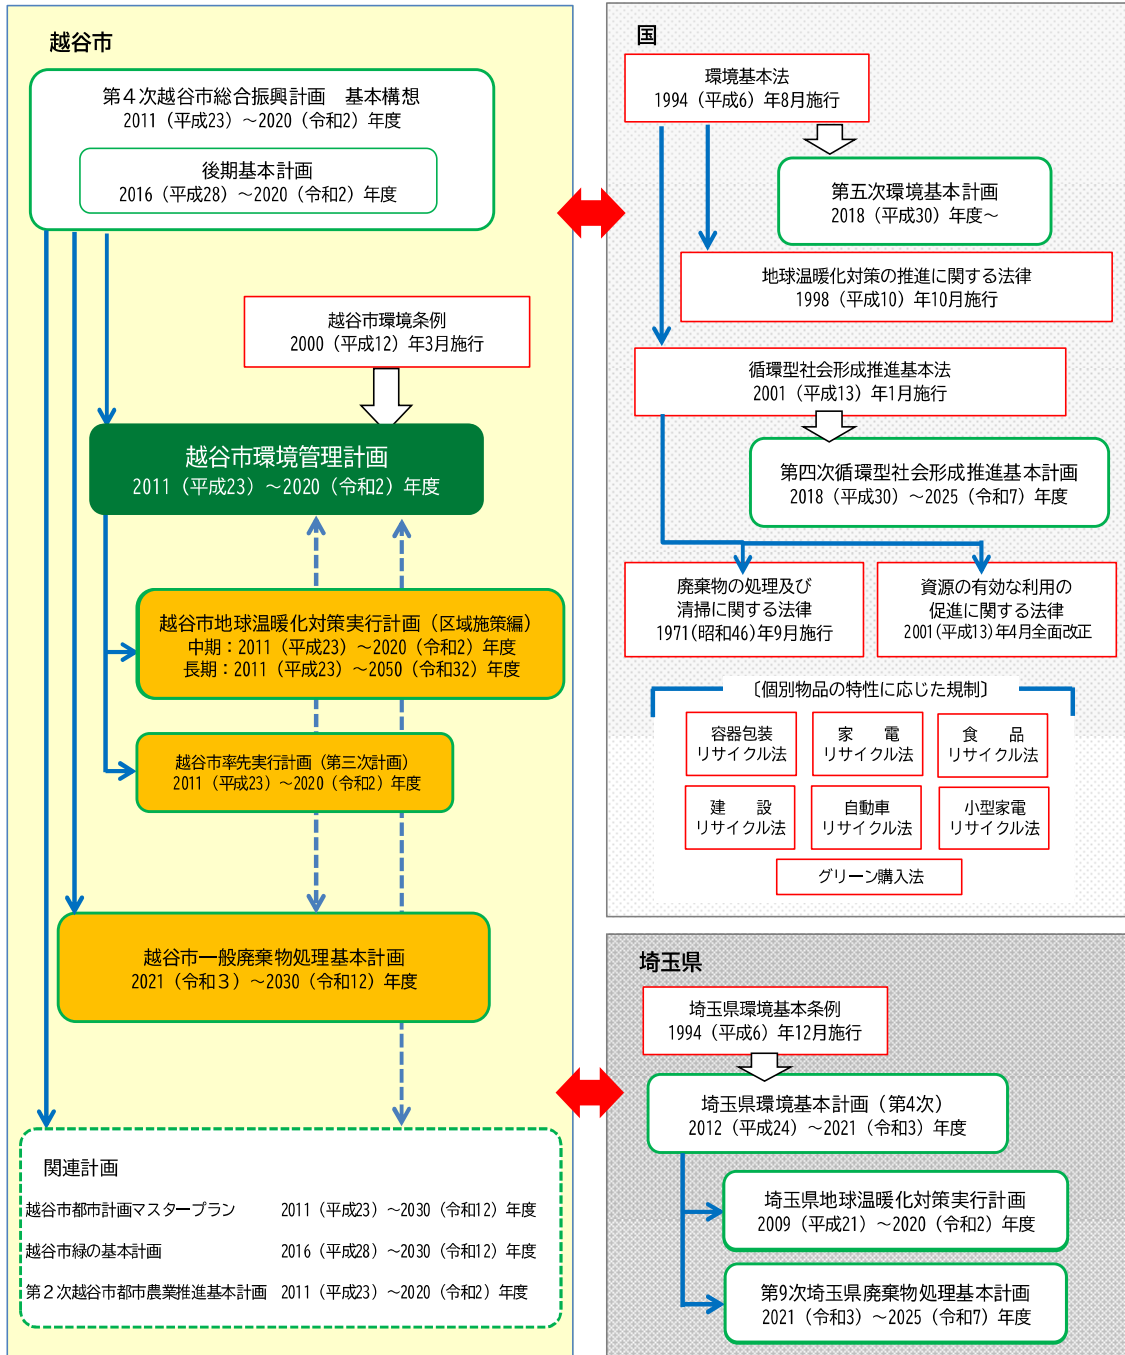 越谷市
第４次越谷市総合振興計画　基本構想
2011（平成23）～2020（令和2）年度
後期基本計画
2016（平成28）～2020（令和2）年度
越谷市環境条例
2000（平成12）年3月施行
越谷市環境管理計画
2011（平成23）～2020（令和2）年度
越谷市地球温暖化対策実行計画（区域施策編）
中期：2011（平成23）～2020（令和2）年度
長期：2011（平成23）～2050（令和32）年度
越谷市率先実行計画（第三次計画）
2011（平成23）～2020（令和2）年度
越谷市一般廃棄物処理基本計画
2021（令和３）～2030（令和12）年度
関連計画
越谷市都市計画マスタープラン　2011（平成23）～2030（令和12）年度
越谷市緑の基本計画　2016（平成28）～2030（令和12）年度
第２次越谷市都市農業推進基本計画　2011（平成23）～2020（令和2）年度
国
環境基本法
1994（平成6）年8月施行
第五次環境基本計画
2018（平成30）年度～
地球温暖化対策の推進に関する法律
1998（平成10）年10月施行
循環型社会形成推進基本法
2001（平成13）年1月施行
第四次循環型社会形成推進基本計画
2018（平成30）～2025（令和7）年度
廃棄物の処理及び
清掃に関する法律
1971(昭和46)年9月施行
資源の有効な利用の
促進に関する法律
2001(平成13)年4月全面改正
〔個別物品の特性に応じた規制〕
容器包装
リサイクル法
家　電
リサイクル法
食　品
リサイクル法
建　設
リサイクル法
自動車
リサイクル法
小型家電
リサイクル法
グリーン購入法
埼玉県
埼玉県環境基本条例
1994（平成6）年12月施行
埼玉県環境基本計画（第4次）
2012（平成24）～2021（令和3）年度
埼玉県地球温暖化対策実行計画
2009（平成21）～2020（令和2）年度
第9次埼玉県廃棄物処理基本計画
2021（令和3）～2025（令和7）年度